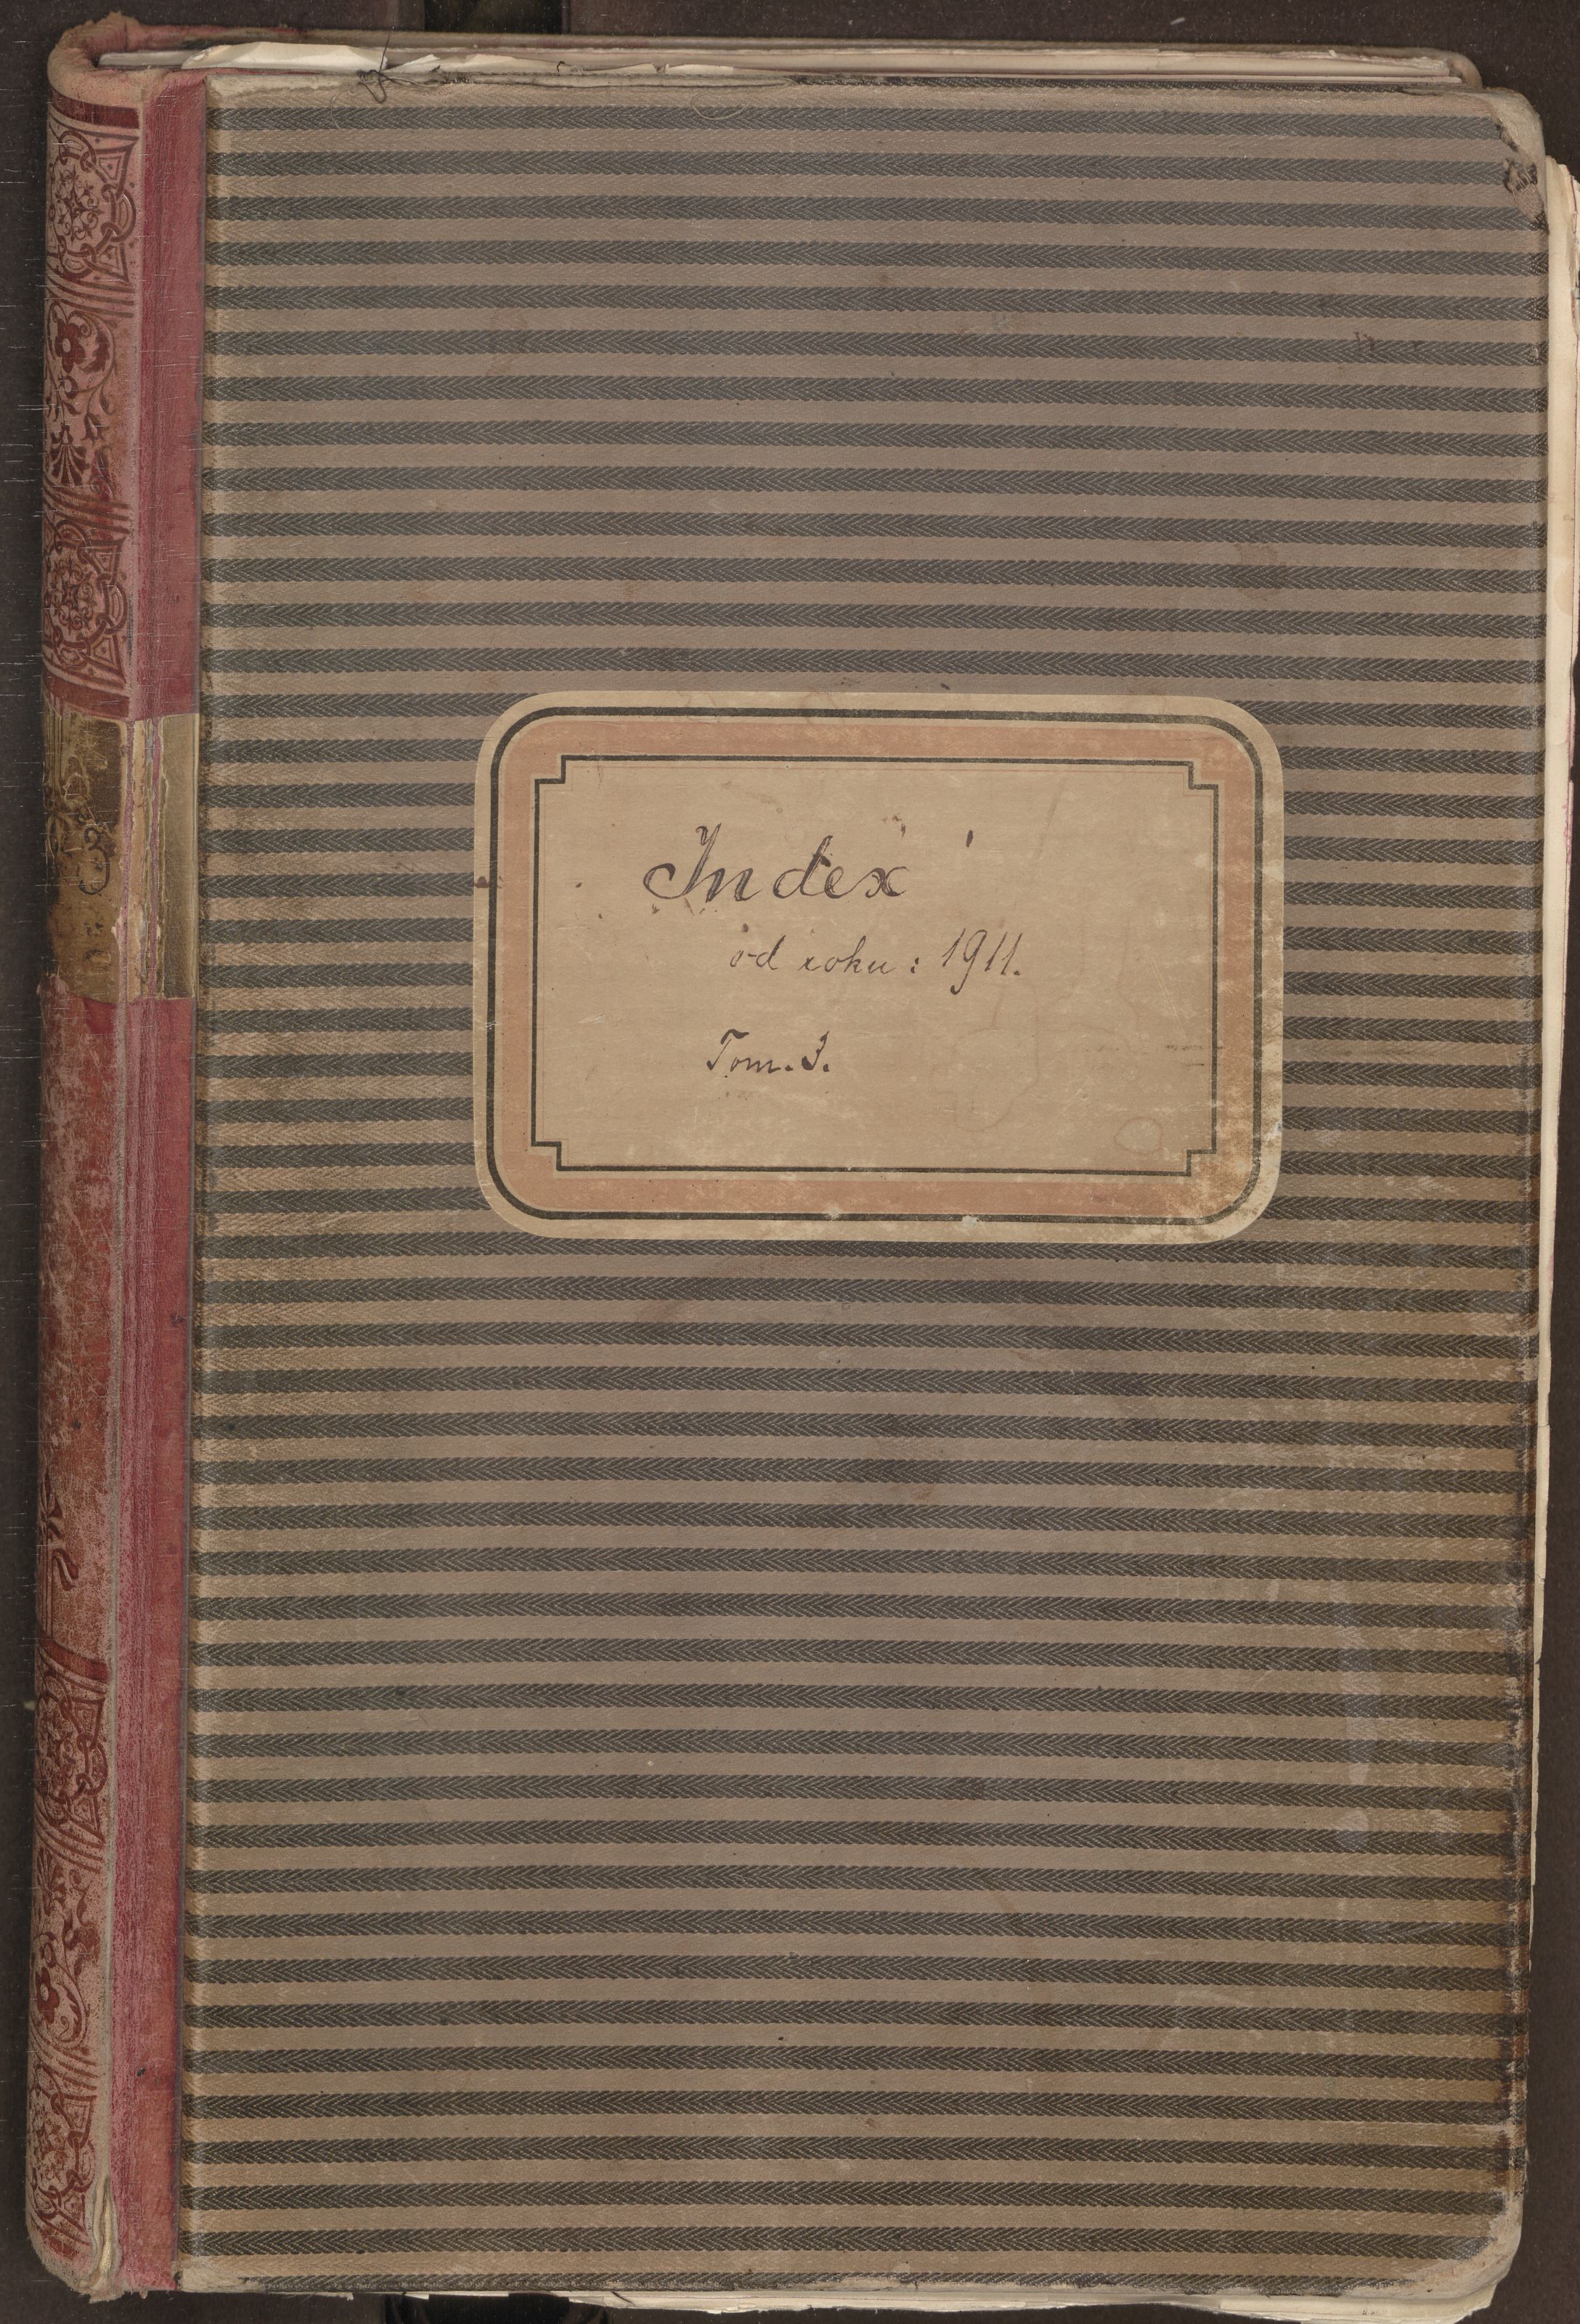 Index
od roku: 1911.
Tom. 3.